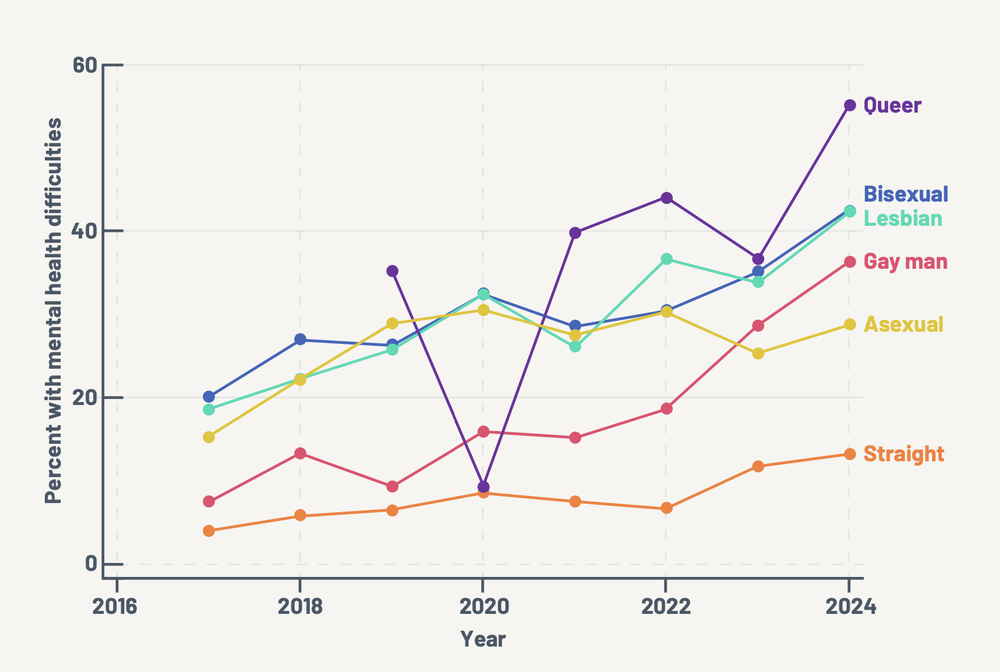 60
40
20
0
Percent with mental health difficulties
Queer
Bisexual
Lesbian
Gay man
Asexual
Straight
2016 2018 2020 2022 2024
Year